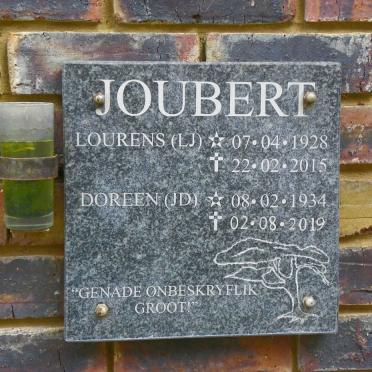 JOUBERT
LOURENS (LJ) ☆ 07•04•1928
✝ 22•02•2015
DOREEN (JD) ☆ 08•02•1934
✝ 02•08•2019
"GENADE ONBESKRYFLIK
GROOT!"